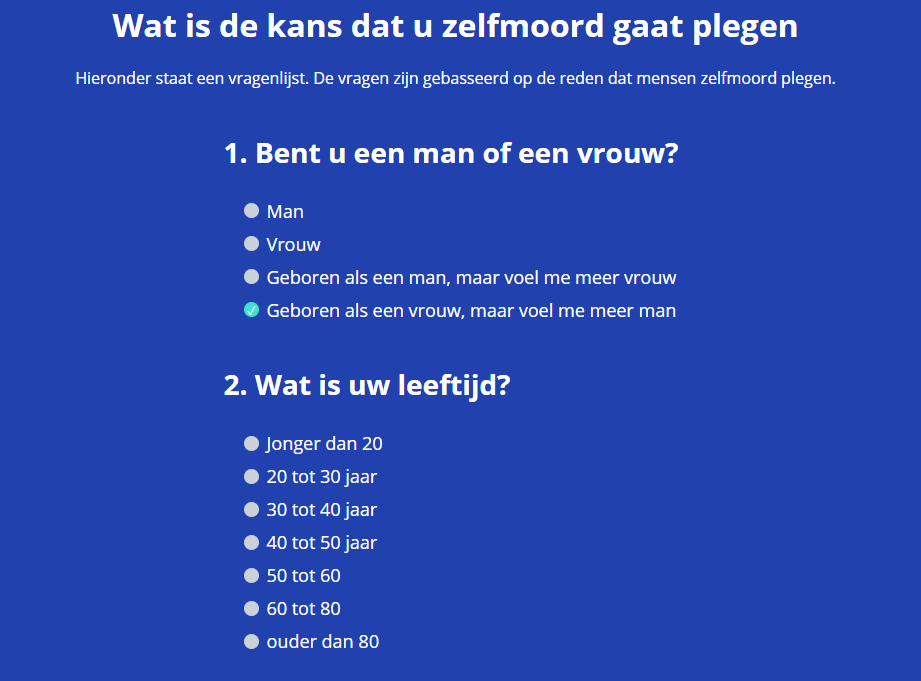 Wat is de kans dat u zelfmoord gaat plegen
Hieronder staat een vragenlijst. De vragen zijn gebasseerd op de reden dat mensen zelfmoord plegen.
1. Bent u een man of een vrouw?
Man
Vrouw
Geboren als een man, maar voel me meer vrouw
Geboren als een vrouw, maar voel me meer man
2. Wat is uw leeftijd?
Jonger dan 20
20 tot 30 jaar
30 tot 40 jaar
40 tot 50 jaar
50 tot 60
60 tot 80
ouder dan 80